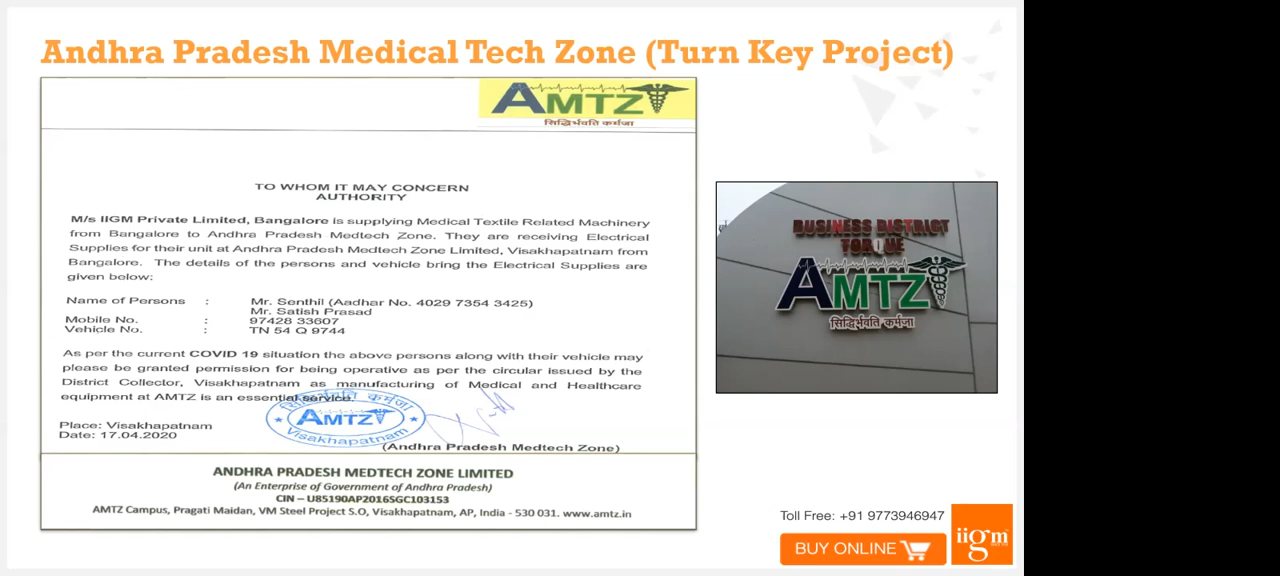 Andhra Pradesh Medical Tech Zone (Turn Key Project)
AMTZ
सिद्धिर्भवति कर्मजा
TO WHOM IT MAY CONCERN
AUTHORITY
M/s IIGM Private Limited, Bangalore is supplying Medical Textile Related Machinery
from Bangalore to Andhra Pradesh Medtech Zone. They are receiving Electrical
Supplies for their unit at Andhra Pradesh Medtech Zone Limited, Visakhapatnam from
Bangalore. The details of the persons and vehicle bring the Electrical Supplies are
given below:
Name of Persons : Mr. Senthil (Aadhar No. 4029 7354 3425)
Mr. Satish Prasad
Mobile No. : 97428 33607
Vehicle No. : TN 54 Q 9744
As per the current COVID 19 situation the above persons along with their vehicle may
please be granted permission for being operative as per the circular issued by the
District Collector, Visakhapatnam as manufacturing of Medical and Healthcare
equipment at AMTZ is an essential service.
सिद्धिर्भवति कर्मजा
AMTZ
Visakhapatnam
Place: Visakhapatnam
Date: 17.04.2020
(Andhra Pradesh Medtech Zone)
ANDHRA PRADESH MEDTECH ZONE LIMITED
(An Enterprise of Government of Andhra Pradesh)
CIN – U85190AP2016SGC103153
AMTZ Campus, Pragati Maidan, VM Steel Project S.O, Visakhapatnam, AP, India - 530 031. www.amtz.in
BUSINESS DISTRICT
TORQUE
AMTZ
सिद्धिर्भवति कर्मजा
Toll Free: +91 9773946947
BUY ONLINE
iigm